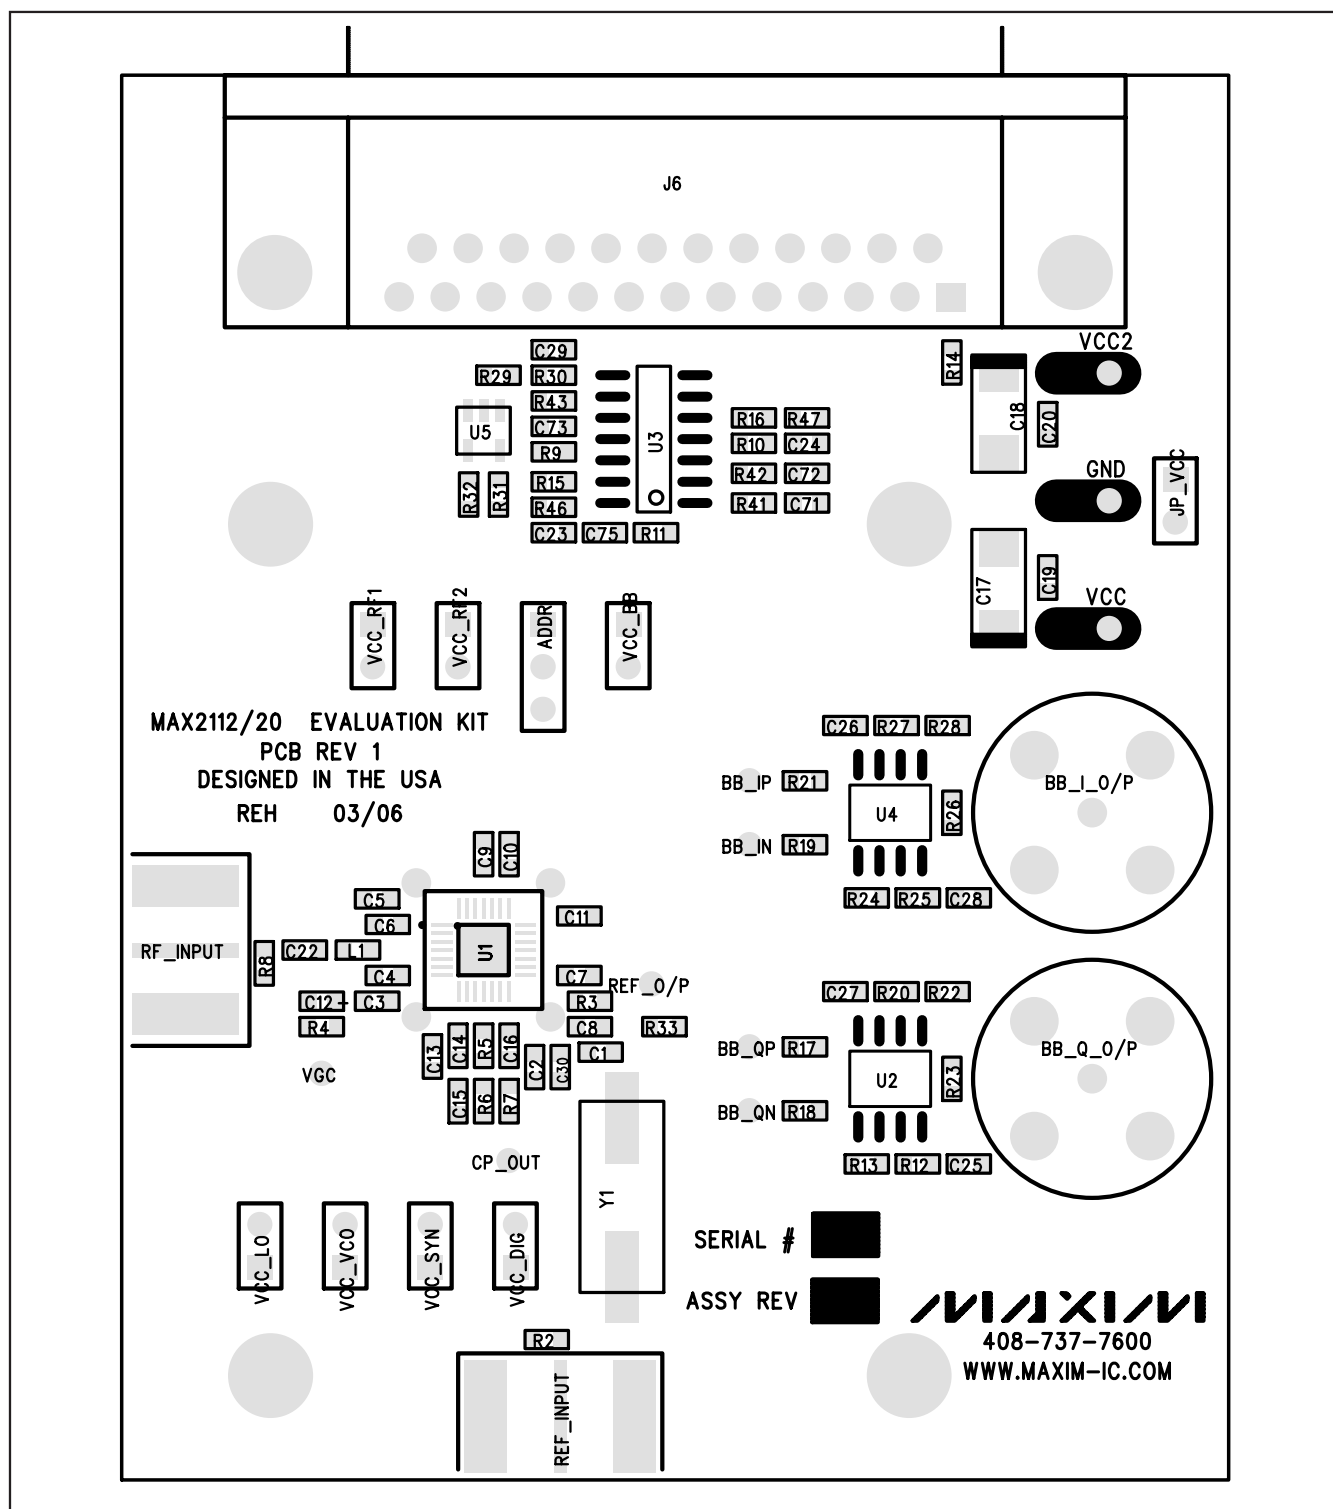 J6
VCC2
C29
R14
R29 R30
R43
C18
C20
R16 R47
U5
C73
U3
R10 C24
R9
GND
JP_VCC
R42 C72
R32
R31
R15
R41 C71
R46
C23 C75 R11
C19
C17
VCC
VCC_RF1
VCC_RF2
ADDR
VCC_BB
MAX2112/20 EVALUATION KIT
PCB REV 1
DESIGNED IN THE USA
REH 03/06
C26 R27 R28
BB_IP R21
BB_I_O/P
U4
R26
BB_IN R19
C9
C10
C5
R24 R25 C28
C11
C6
RF_INPUT
R8
C22 L1
U1
C4
C7
REF_O/P
C27 R20 R22
C12 C3
R3
R4
C8
R33
C13
C14
R5
C16
C2
C30
C1
BB_QP R17
BB_Q_O/P
VGC
U2
R23
C15
R6
R7
BB_QN R18
CP_OUT
R13 R12 C25
Y1
SERIAL #
VCC_LO
VCC_VCO
VCC_SYN
VCC_DIG
ASSY REV
MAXIM
R2
408-737-7600
WWW.MAXIM-IC.COM
REF_INPUT